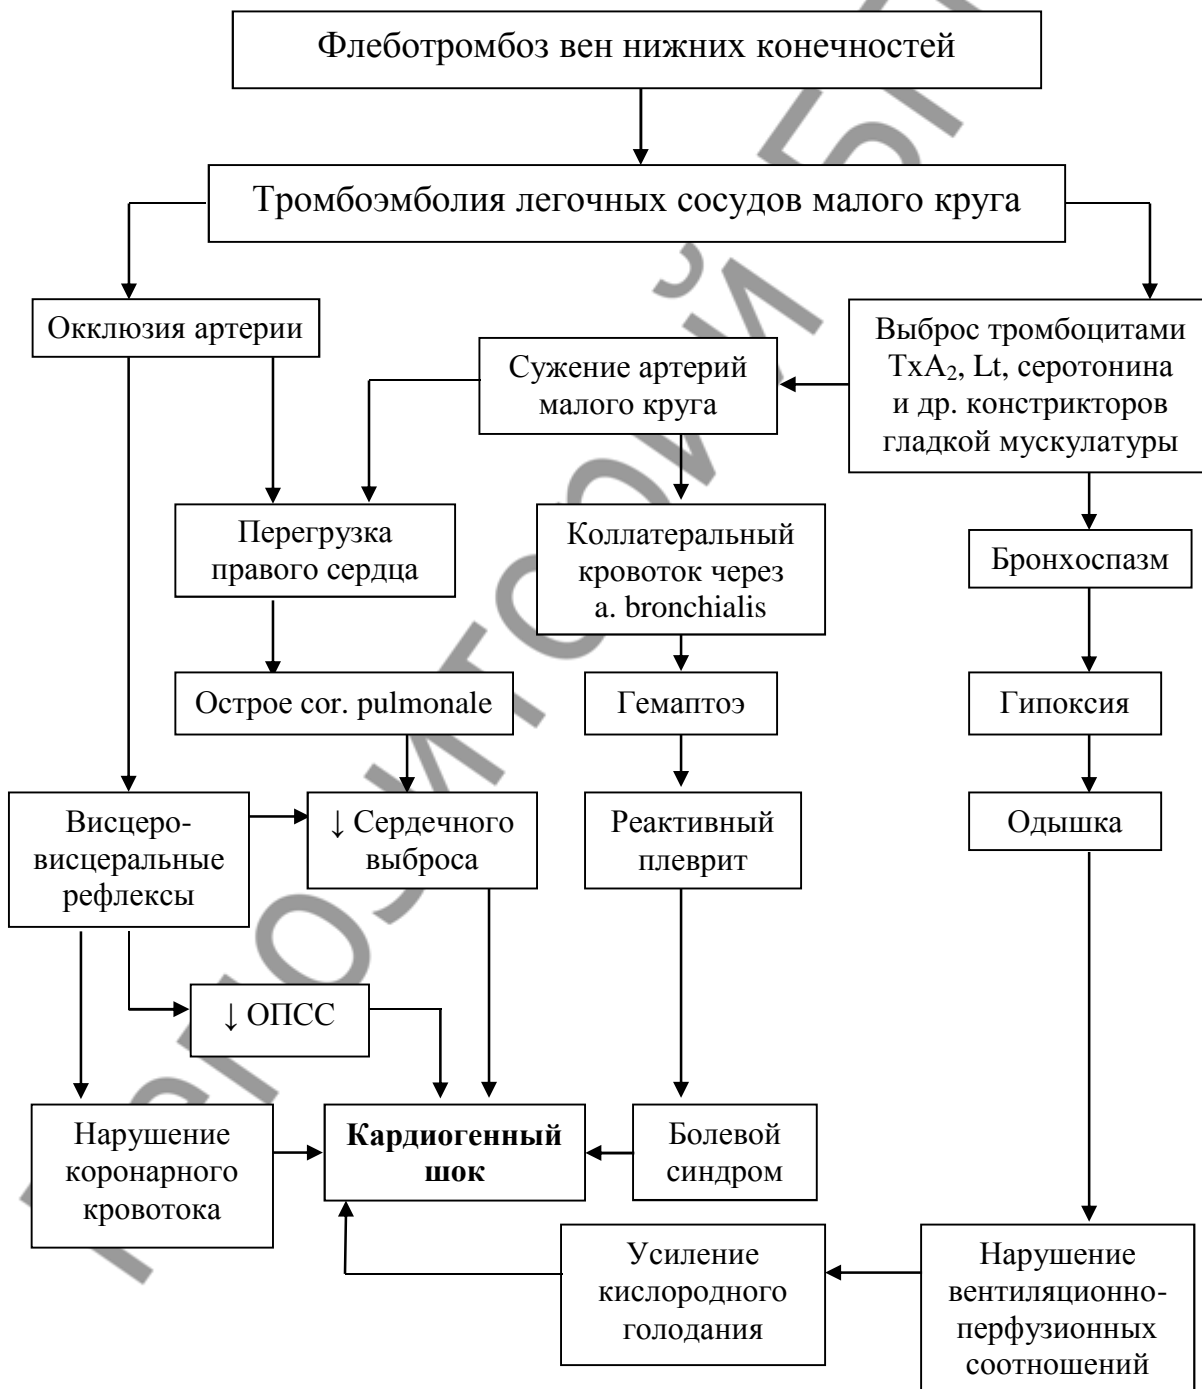 Флеботромбоз вен нижних конечностей
Тромбоэмболия легочных сосудов малого круга
Окклюзия артерии
Сужение артерий
малого круга
Выброс тромбоцитами
TxA₂, Lt, серотонина
и др. констрикторов
гладкой мускулатуры
Перегрузка
правого сердца
Коллатеральный
кровоток через
a. bronchialis
Бронхоспазм
Острое cor. pulmonale
Гемаптоэ
Гипоксия
Висцеро-
висцеральные
рефлексы
↓ Сердечного
выброса
Реактивный
плеврит
Одышка
↓ ОПСС
Нарушение
коронарного
кровотока
Кардиогенный
шок
Болевой
синдром
Усиление
кислородного
голодания
Нарушение
вентиляционно-
перфузионных
соотношений